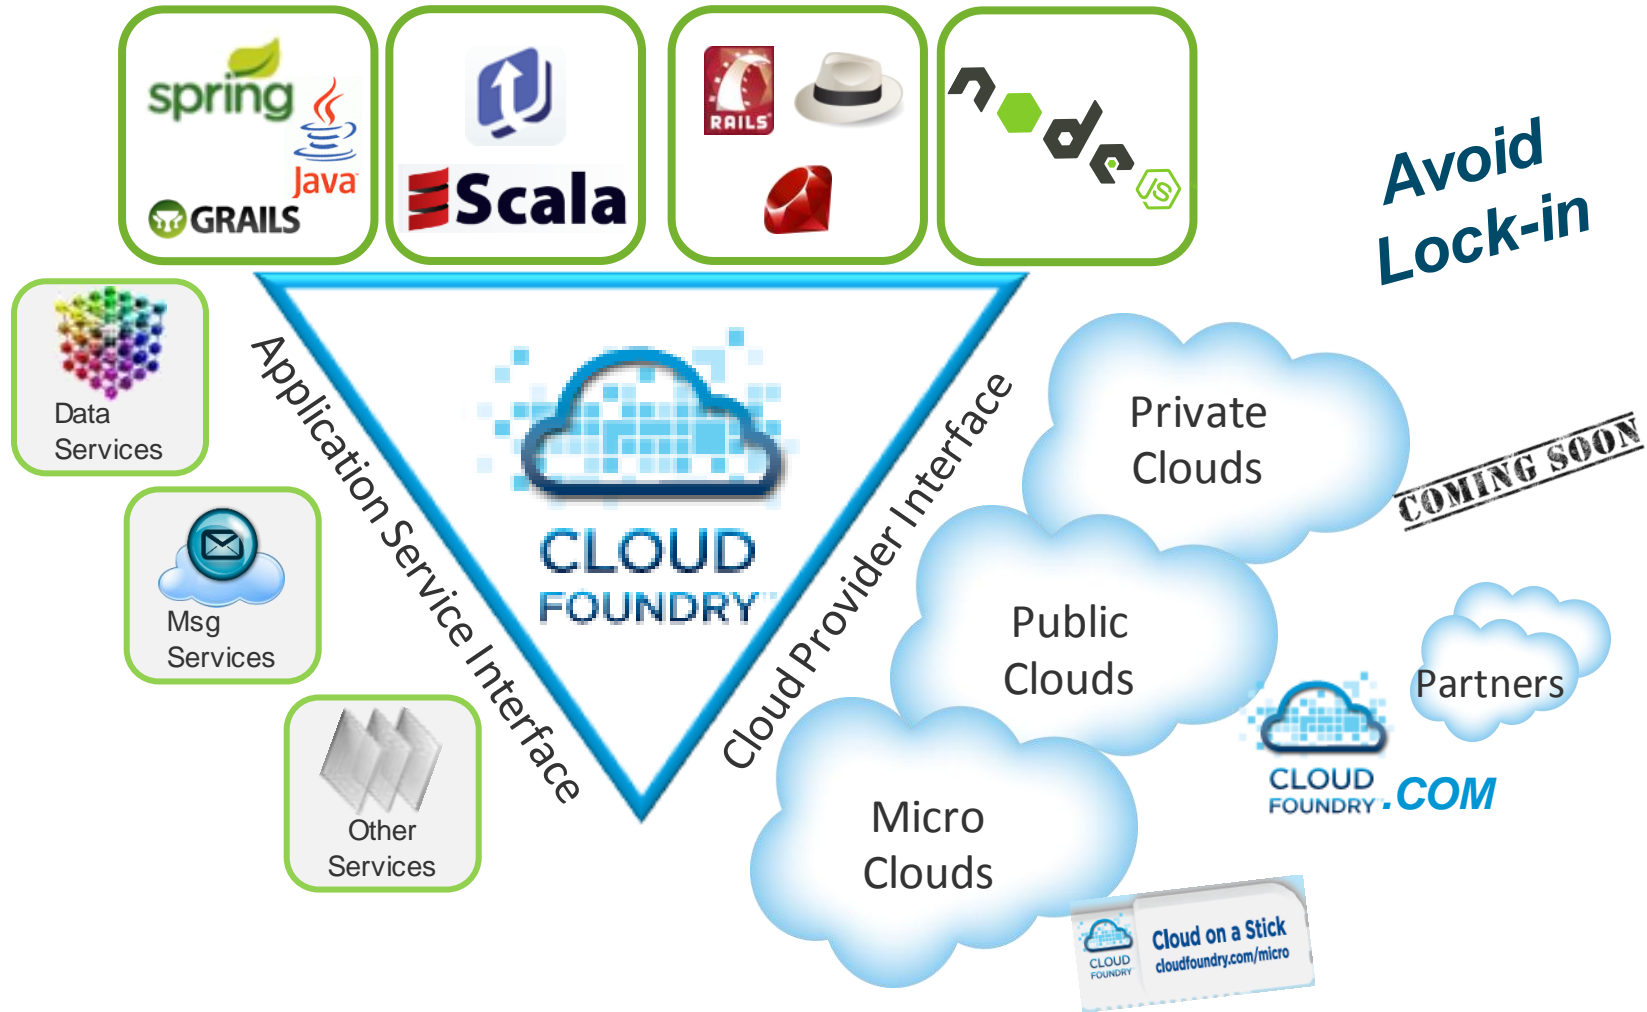 spring
Java
GRAILS
Scala
RAILS
node
JS
Avoid
Lock-in
Data
Services
Msg
Services
Other
Services
Application Service Interface
CLOUD
FOUNDRY™
Cloud Provider Interface
Private
Clouds
COMING SOON
Public
Clouds
Partners
CLOUD
FOUNDRY™
.COM
Micro
Clouds
CLOUD
FOUNDRY
Cloud on a Stick
cloudfoundry.com/micro